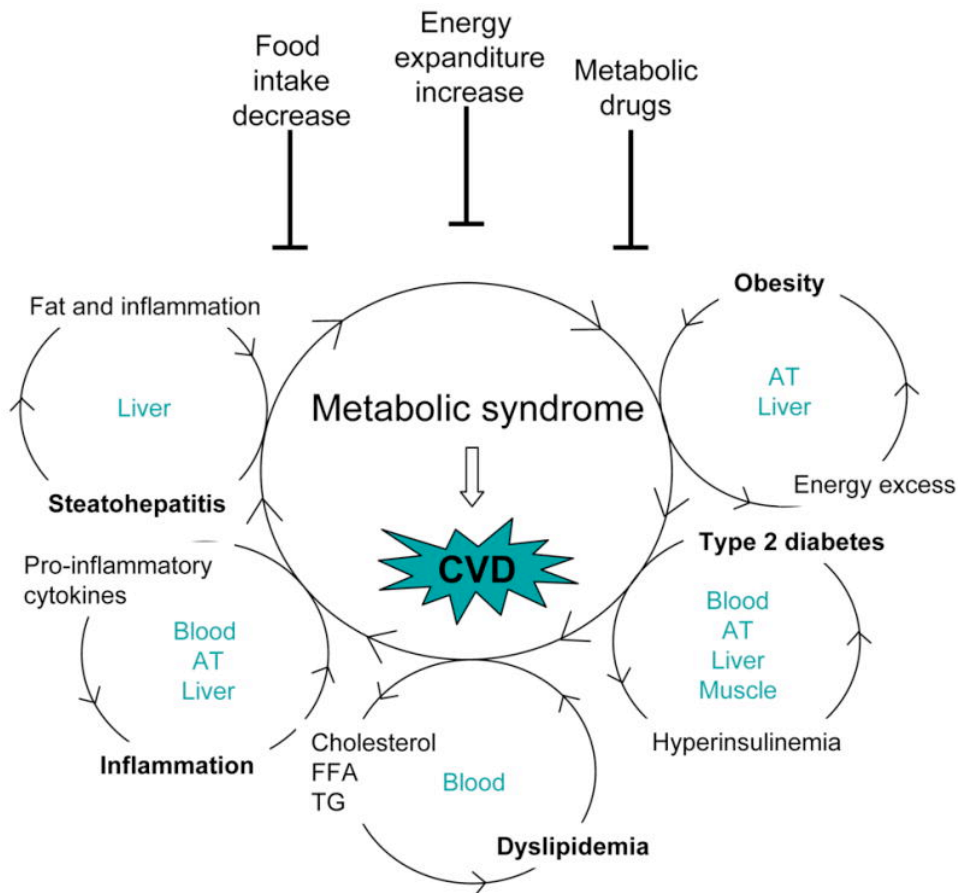 Food
intake
decrease
Energy
expanditure
increase
Metabolic
drugs
Fat and inflammation
Liver
Steatohepatitis
Obesity
AT
Liver
Energy excess
Metabolic syndrome
CVD
Pro-inflammatory
cytokines
Blood
AT
Liver
Inflammation
Type 2 diabetes
Blood
AT
Liver
Muscle
Hyperinsulinemia
Cholesterol
FFA
TG
Blood
Dyslipidemia